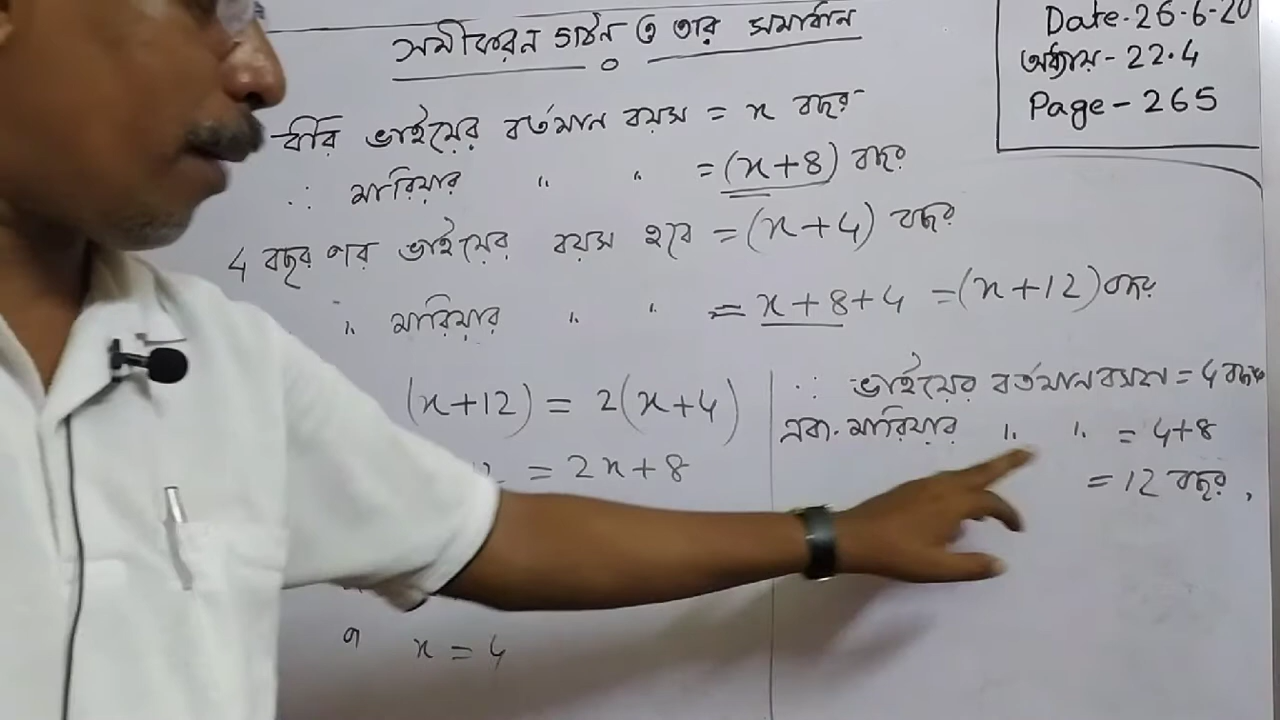 সমীকরন গঠন ও তার সমাধান
Date-26-6-20
অধ্যায়-22.4
Page-265
ধরি ভাইয়ের বর্তমান বয়স = x বছর
∴ মারিয়ার " " = (x+8) বছর
4 বছর পর ভাইয়ের বয়স হবে = (x+4) বছর
" মারিয়ার " " = x+8+4 = (x+12) বছর
(x+12) = 2(x+4)
= 2x+8
x = 4
∴ ভাইয়ের বর্তমান বয়স = 4 বছর
এবং মারিয়ার " " = 4+8
= 12 বছর,